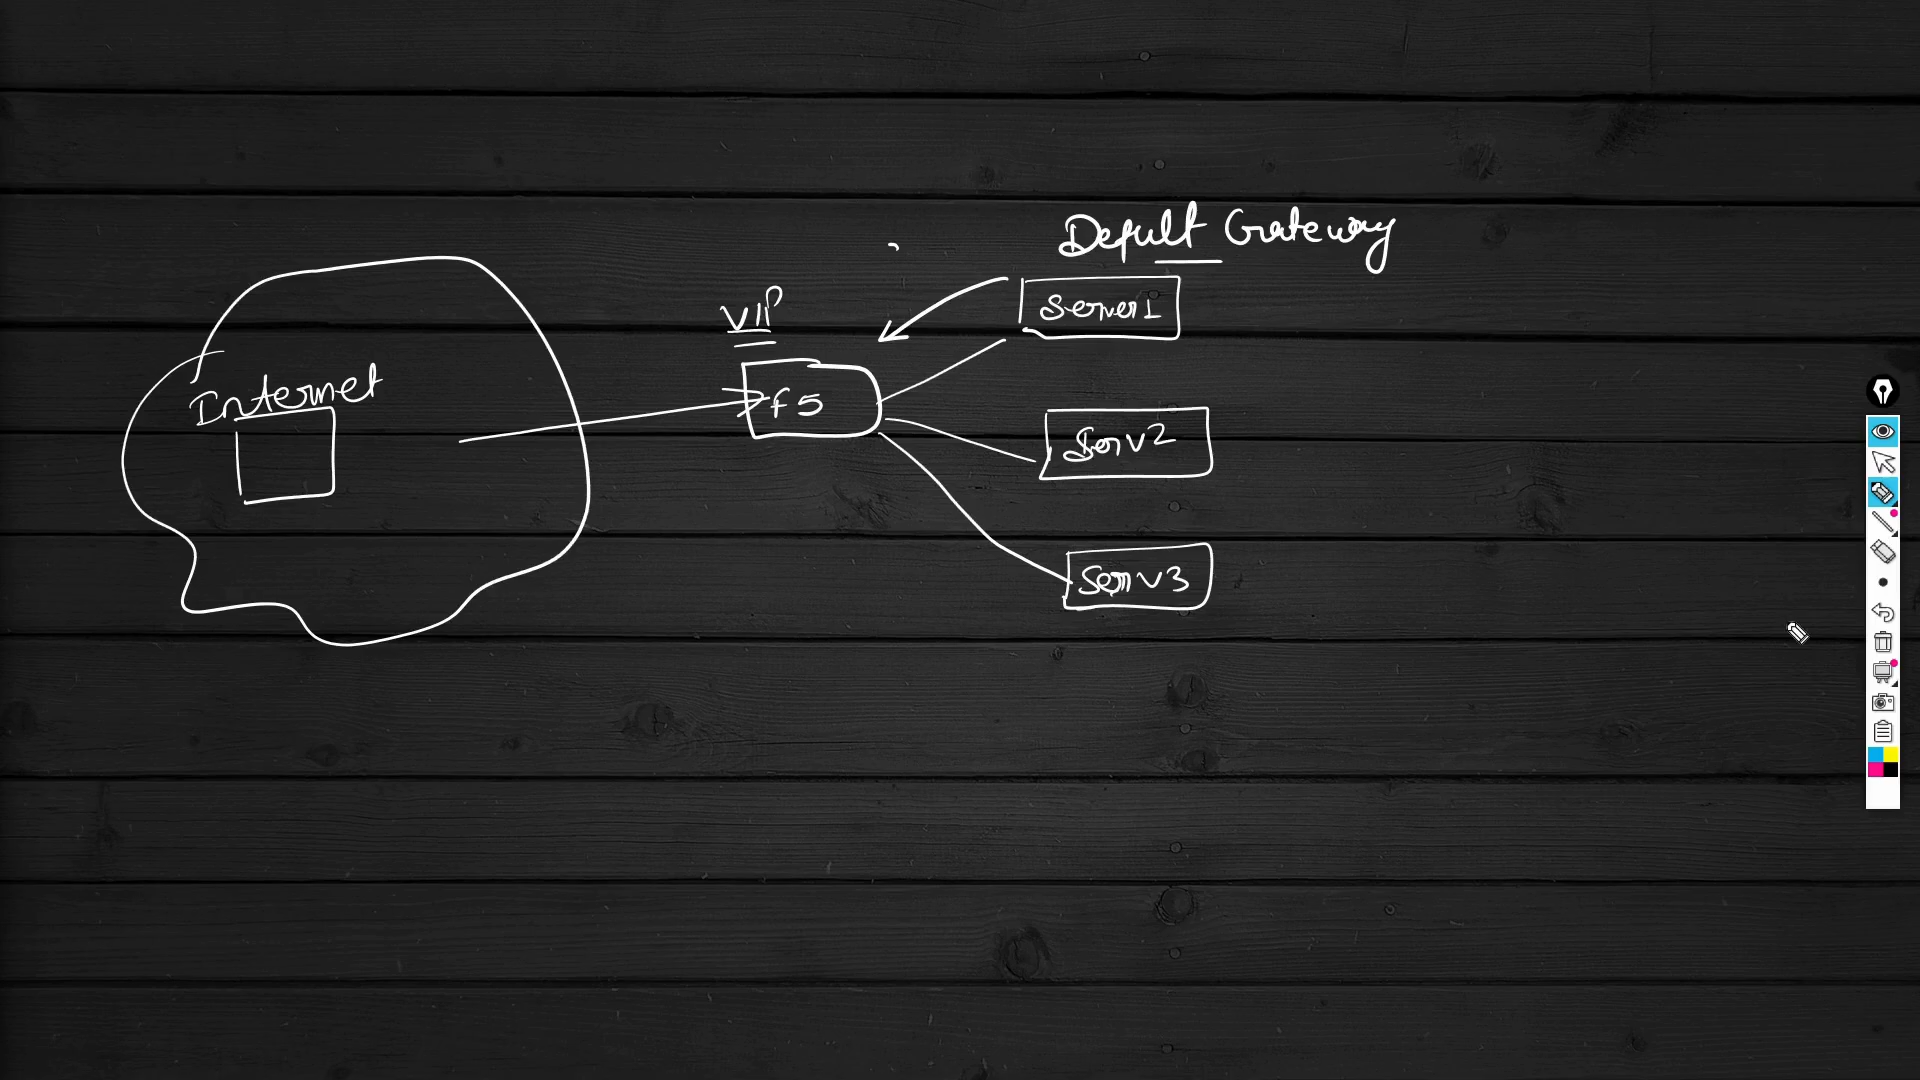 Defult Gateway
Server1
VIP
Internet
F5
Serv2
Serv3